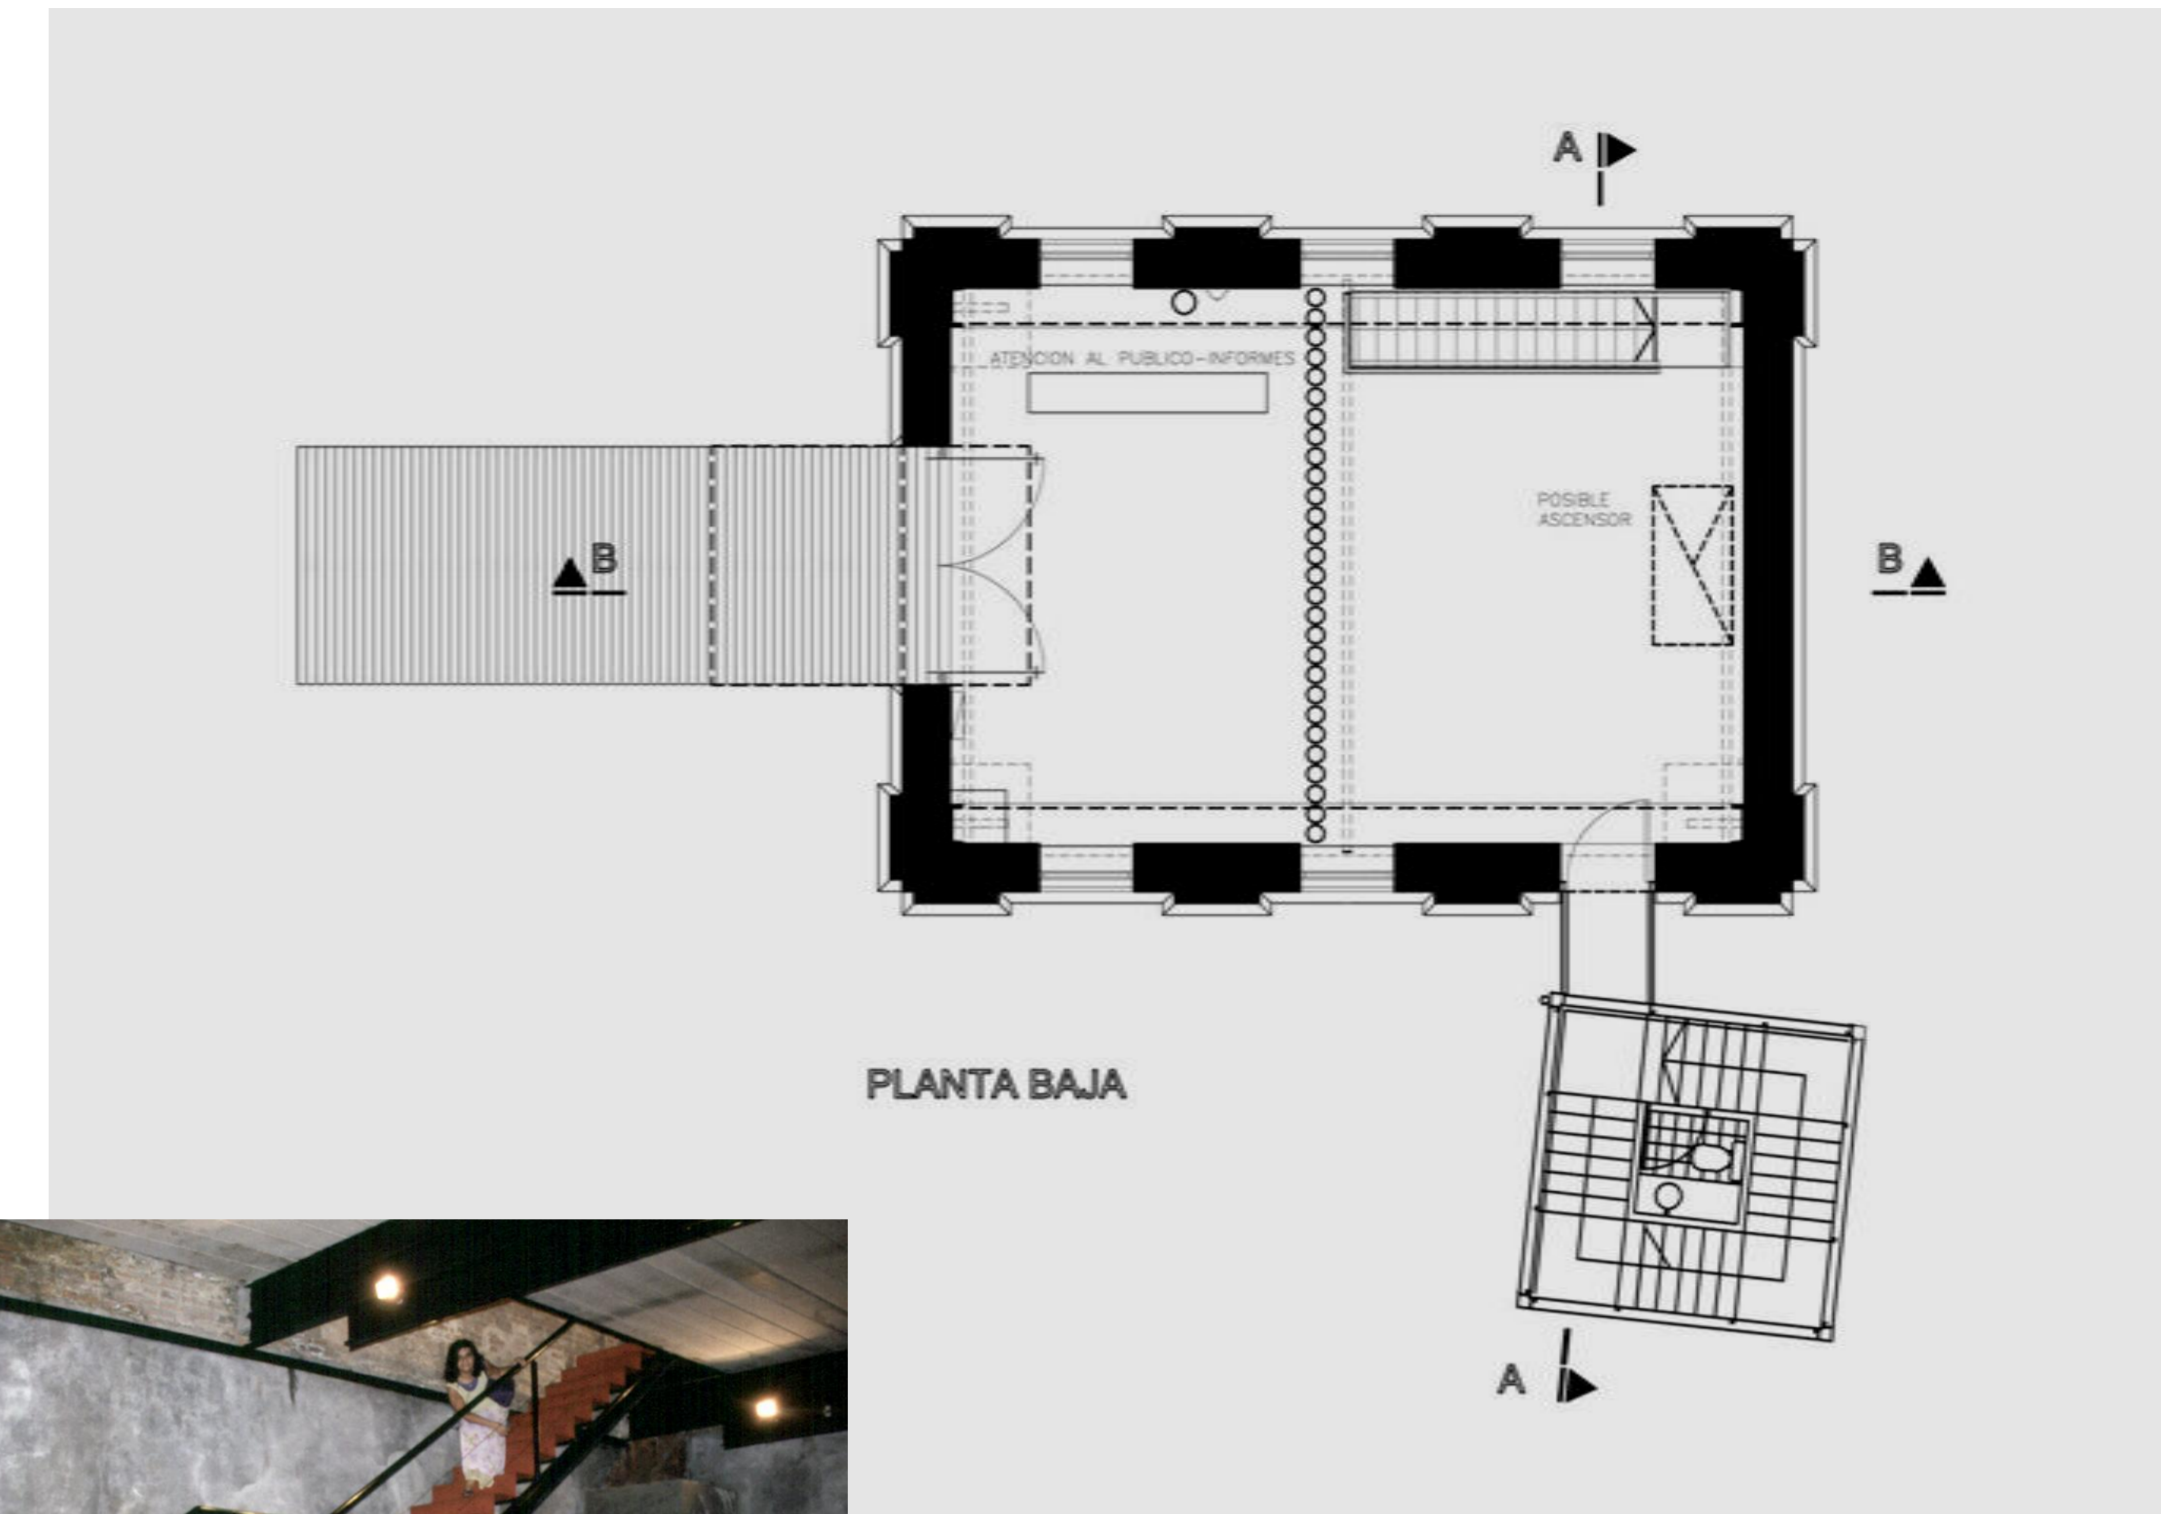 A
ATENCION AL PUBLICO-INFORMES
POSIBLE
ASCENSOR
B
B
PLANTA BAJA
A